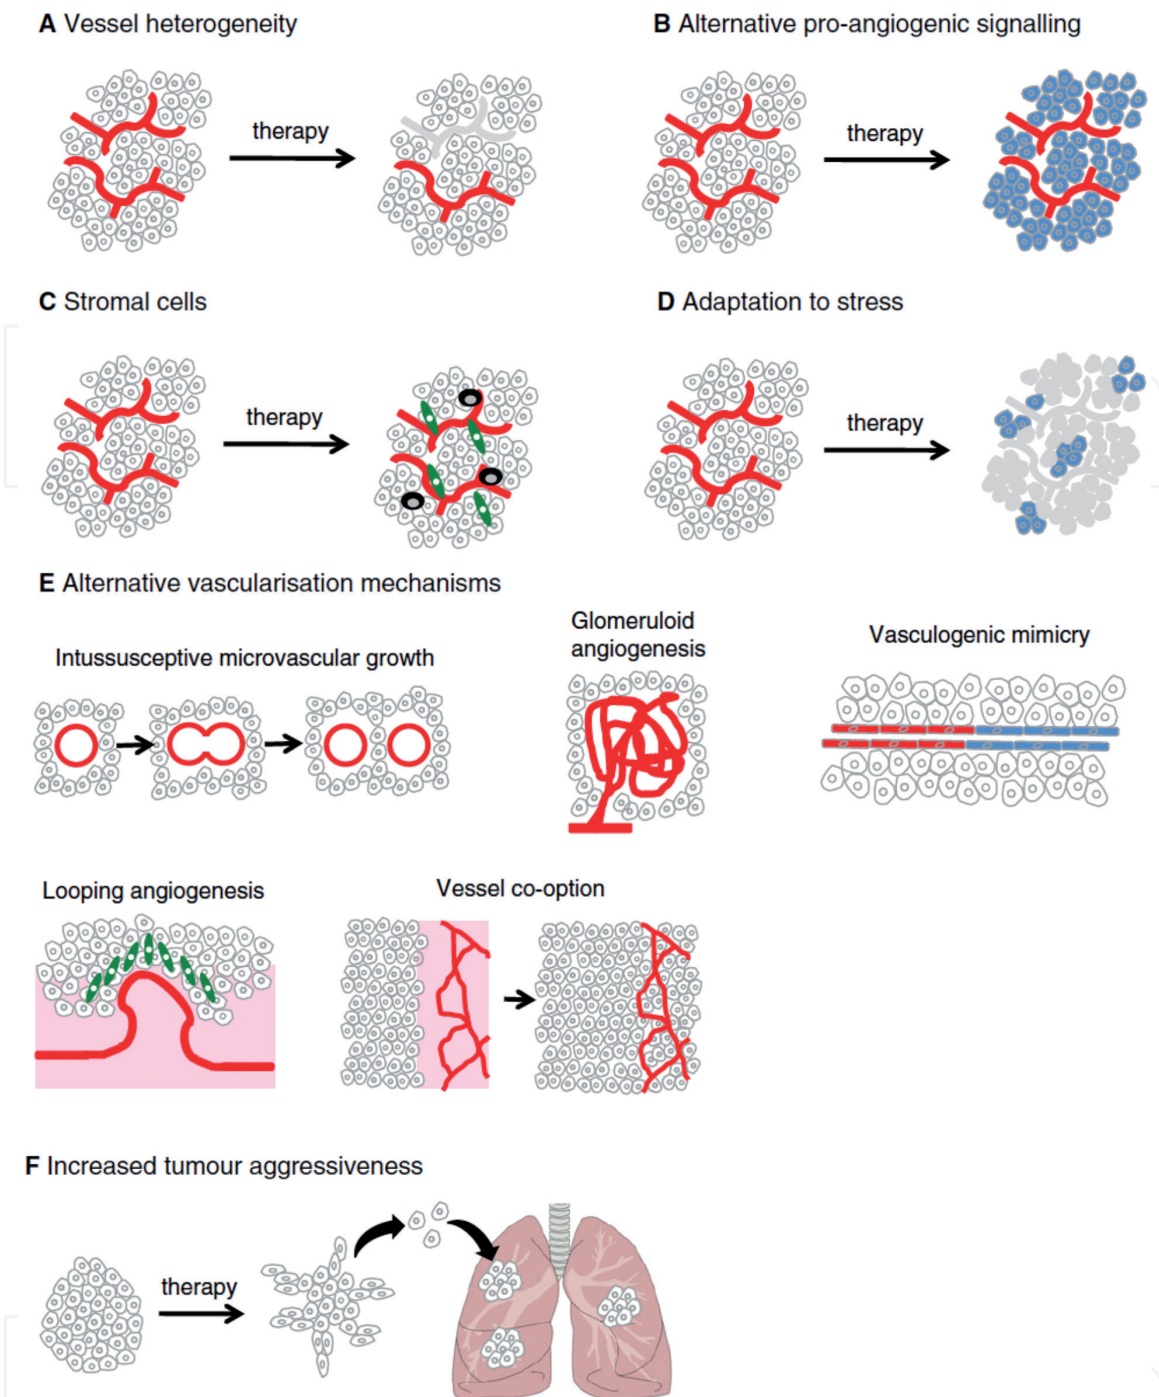 A Vessel heterogeneity
B Alternative pro-angiogenic signalling
therapy
therapy
C Stromal cells
D Adaptation to stress
therapy
therapy
E Alternative vascularisation mechanisms
Intussusceptive microvascular growth
Glomeruloid
angiogenesis
Vasculogenic mimicry
Looping angiogenesis
Vessel co-option
F Increased tumour aggressiveness
therapy